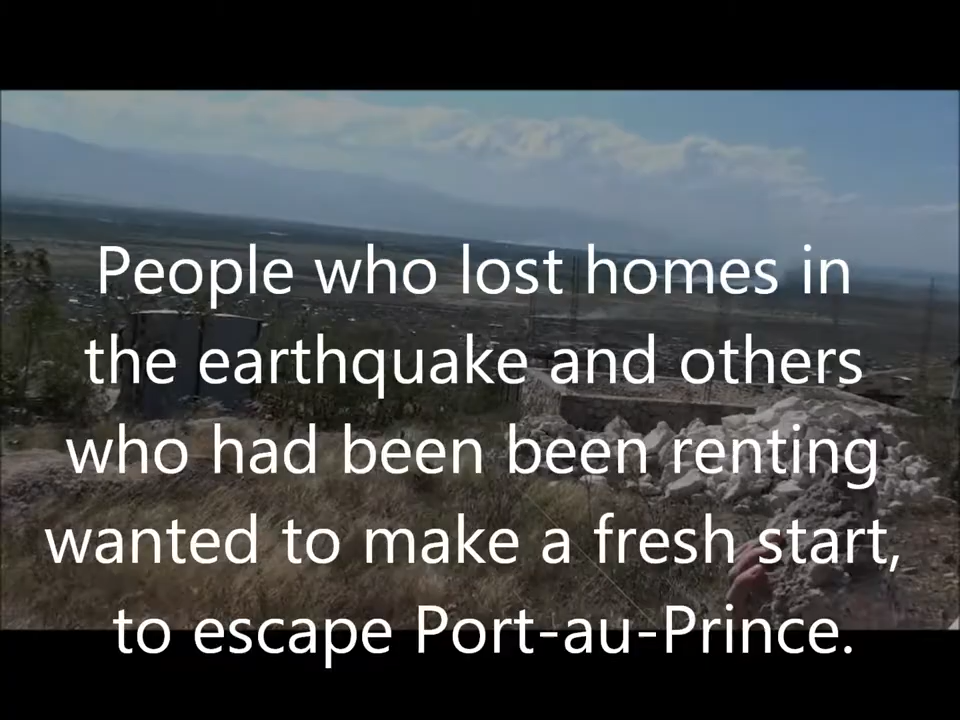 People who lost homes in
the earthquake and others
who had been been renting
wanted to make a fresh start,
to escape Port-au-Prince.